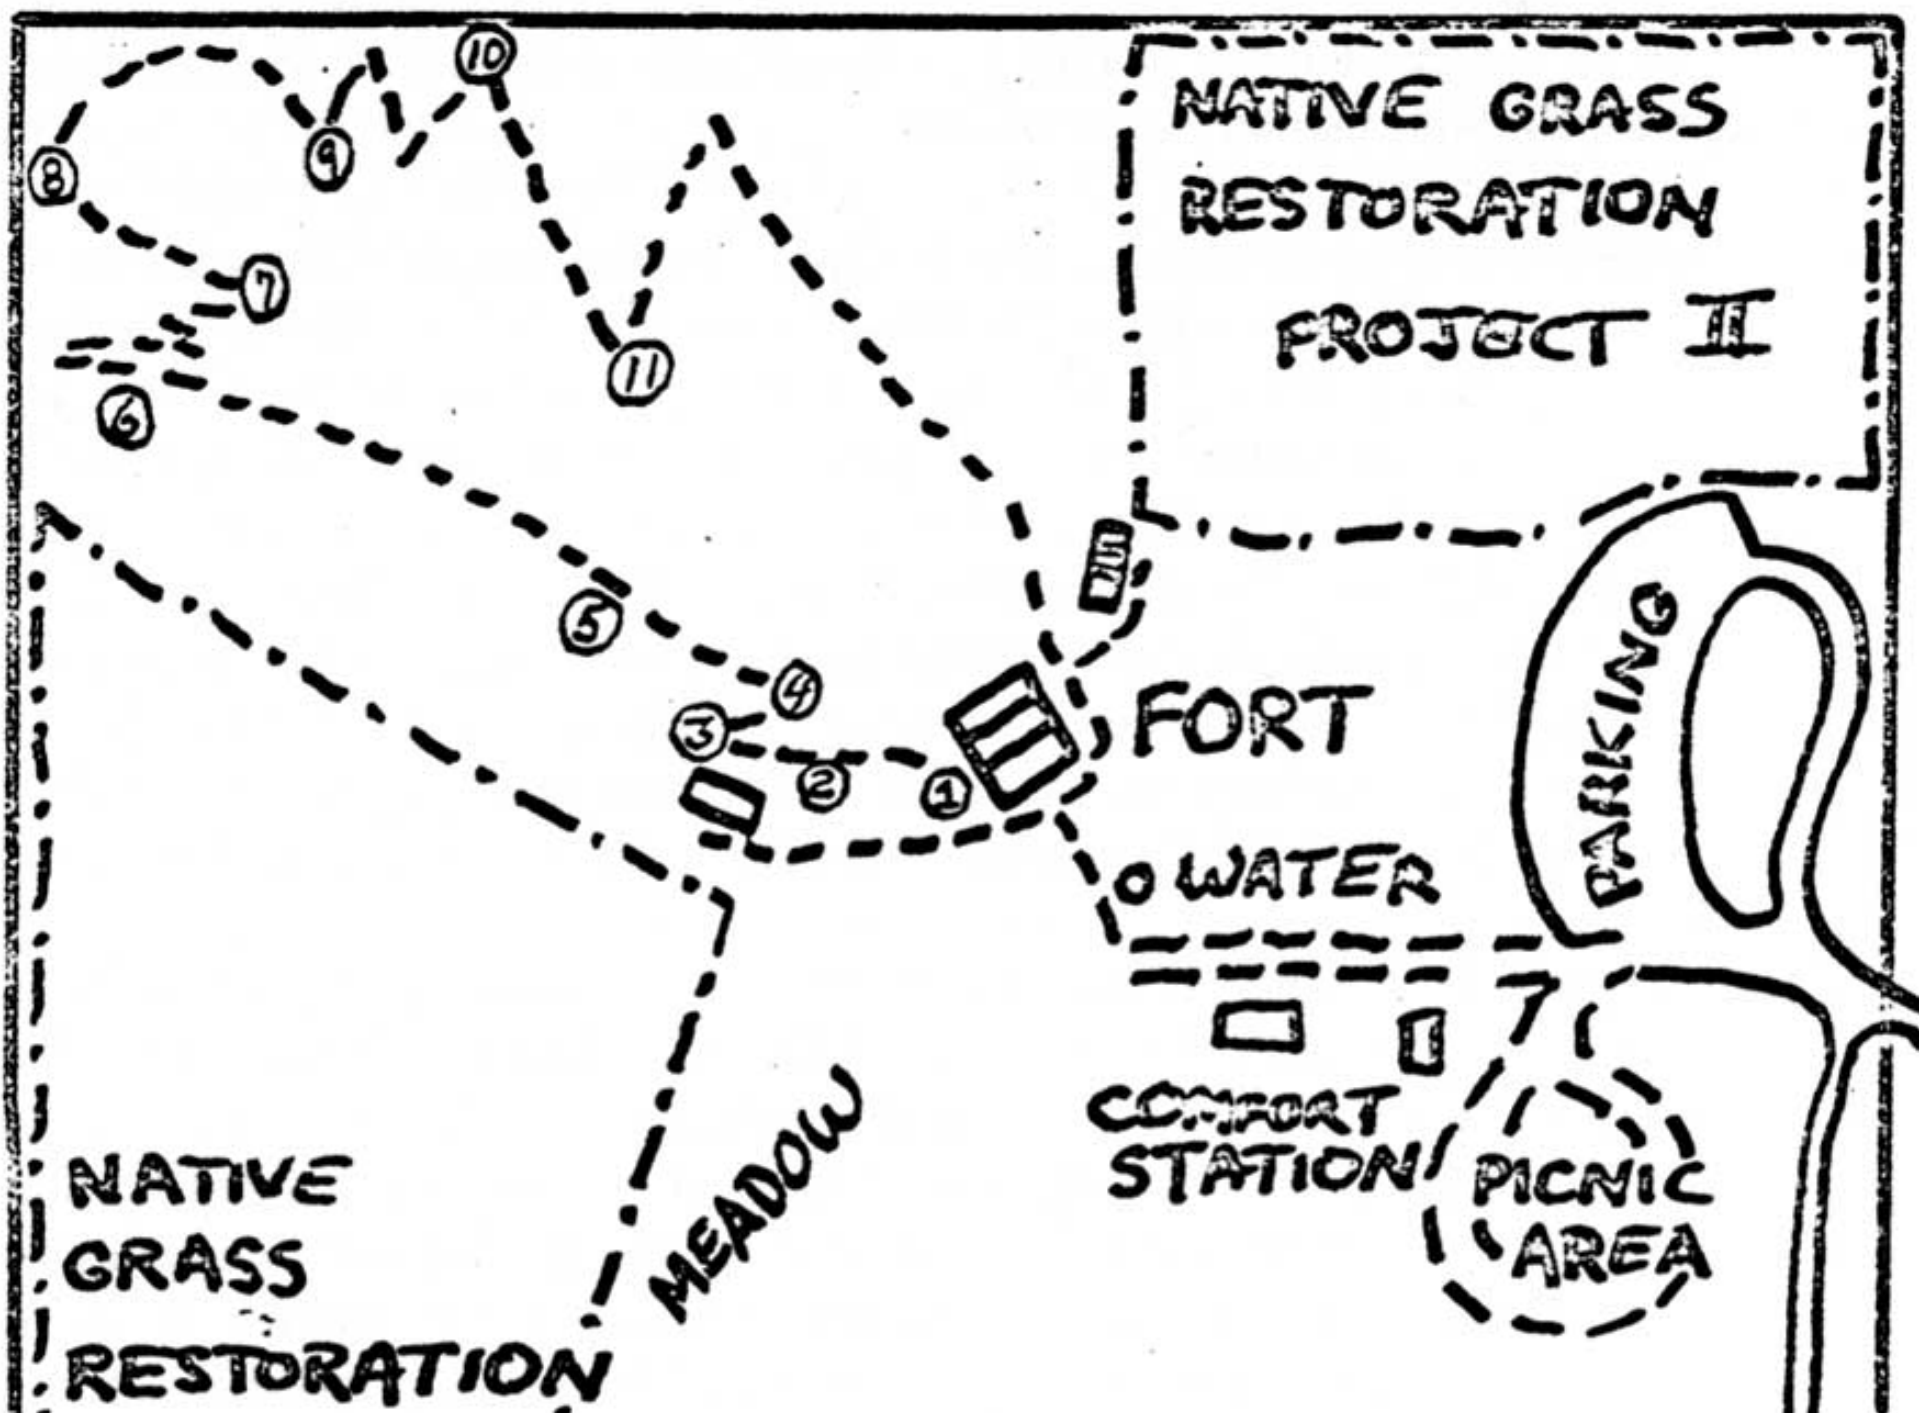 NATIVE GRASS
RESTORATION
PROJECT II
10
9
8
7
11
6
5
4
3
2
1
FORT
PARKING
WATER
COMFORT
STATION
PICNIC
AREA
MEADOW
NATIVE
GRASS
RESTORATION